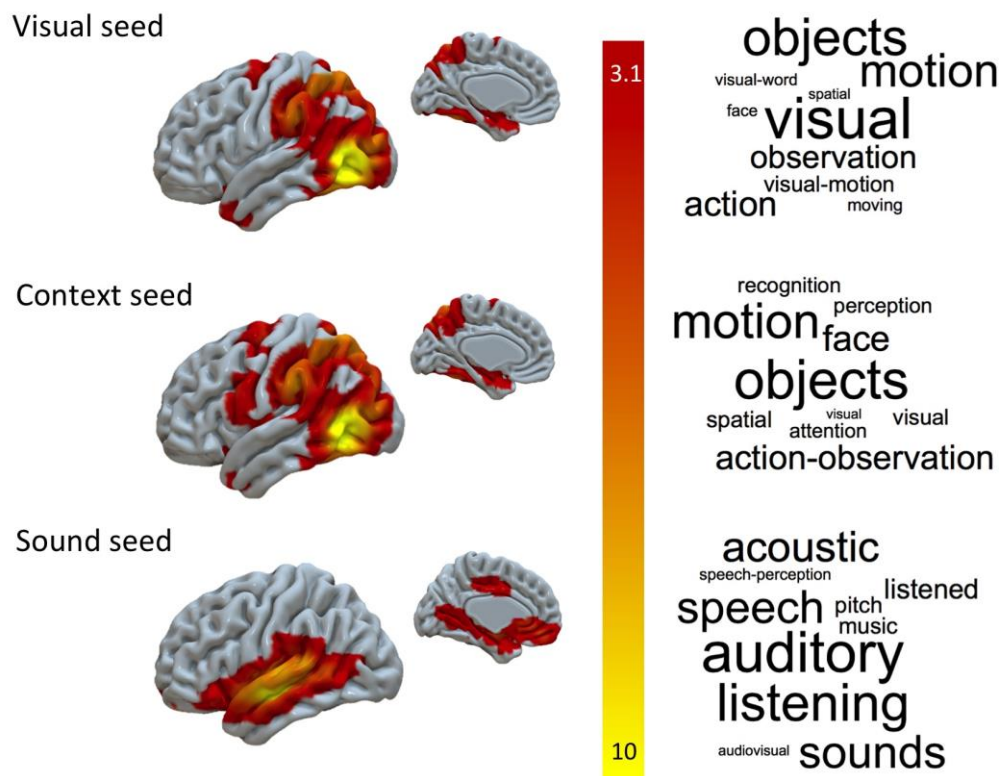 Visual seed
objects
motion
visual-word
spatial
face
visual
observation
visual-motion
action
moving
3.1
Context seed
recognition
perception
motion
face
objects
spatial
visual
visual
attention
action-observation
Sound seed
acoustic
speech-perception
listened
speech
pitch
music
auditory
listening
audiovisual
sounds
10